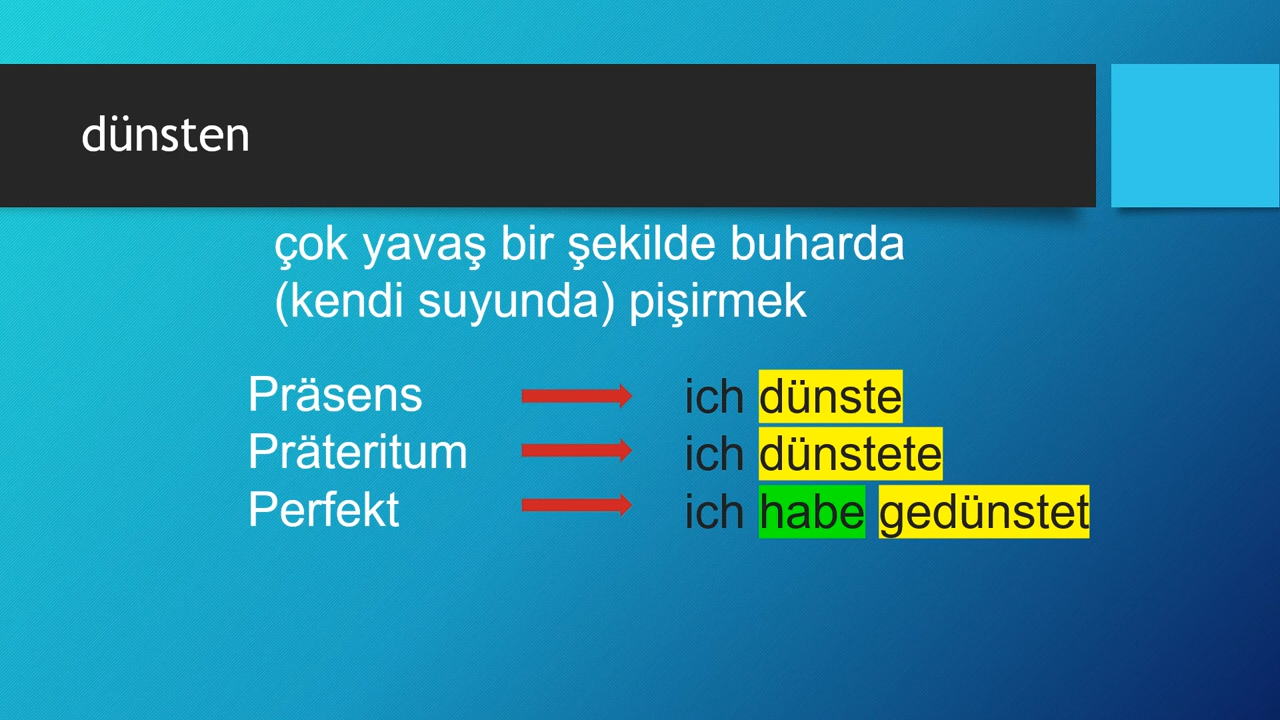 dünsten
çok yavaş bir şekilde buharda
(kendi suyunda) pişirmek
Präsens ich dünste
Präteritum ich dünstete
Perfekt ich habe gedünstet